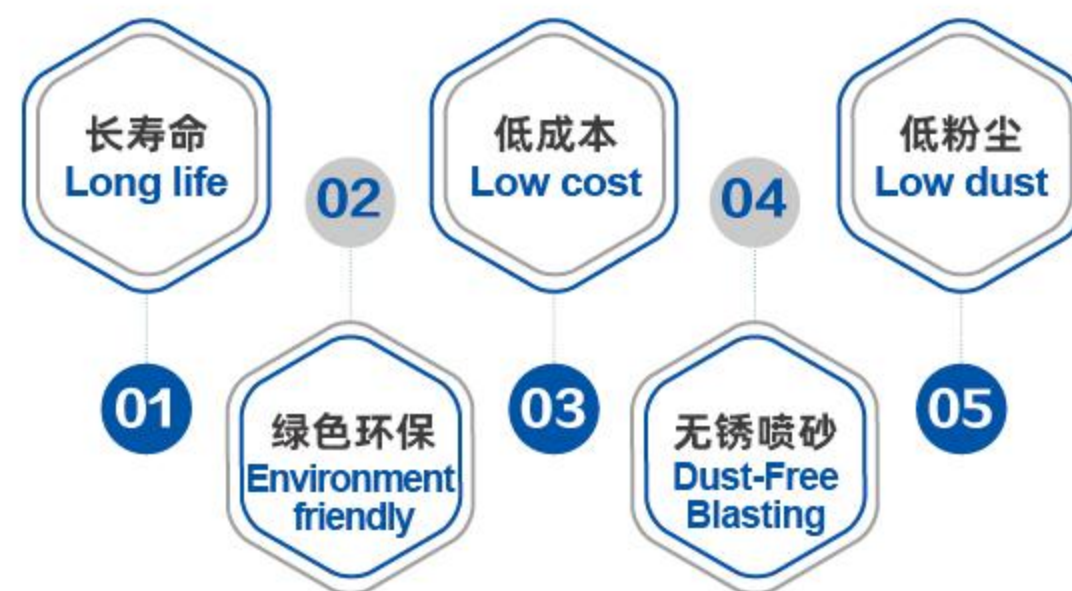 长寿命
Long life
01
02
绿色环保
Environment
friendly
低成本
Low cost
03
04
无锈喷砂
Dust-Free
Blasting
低粉尘
Low dust
05